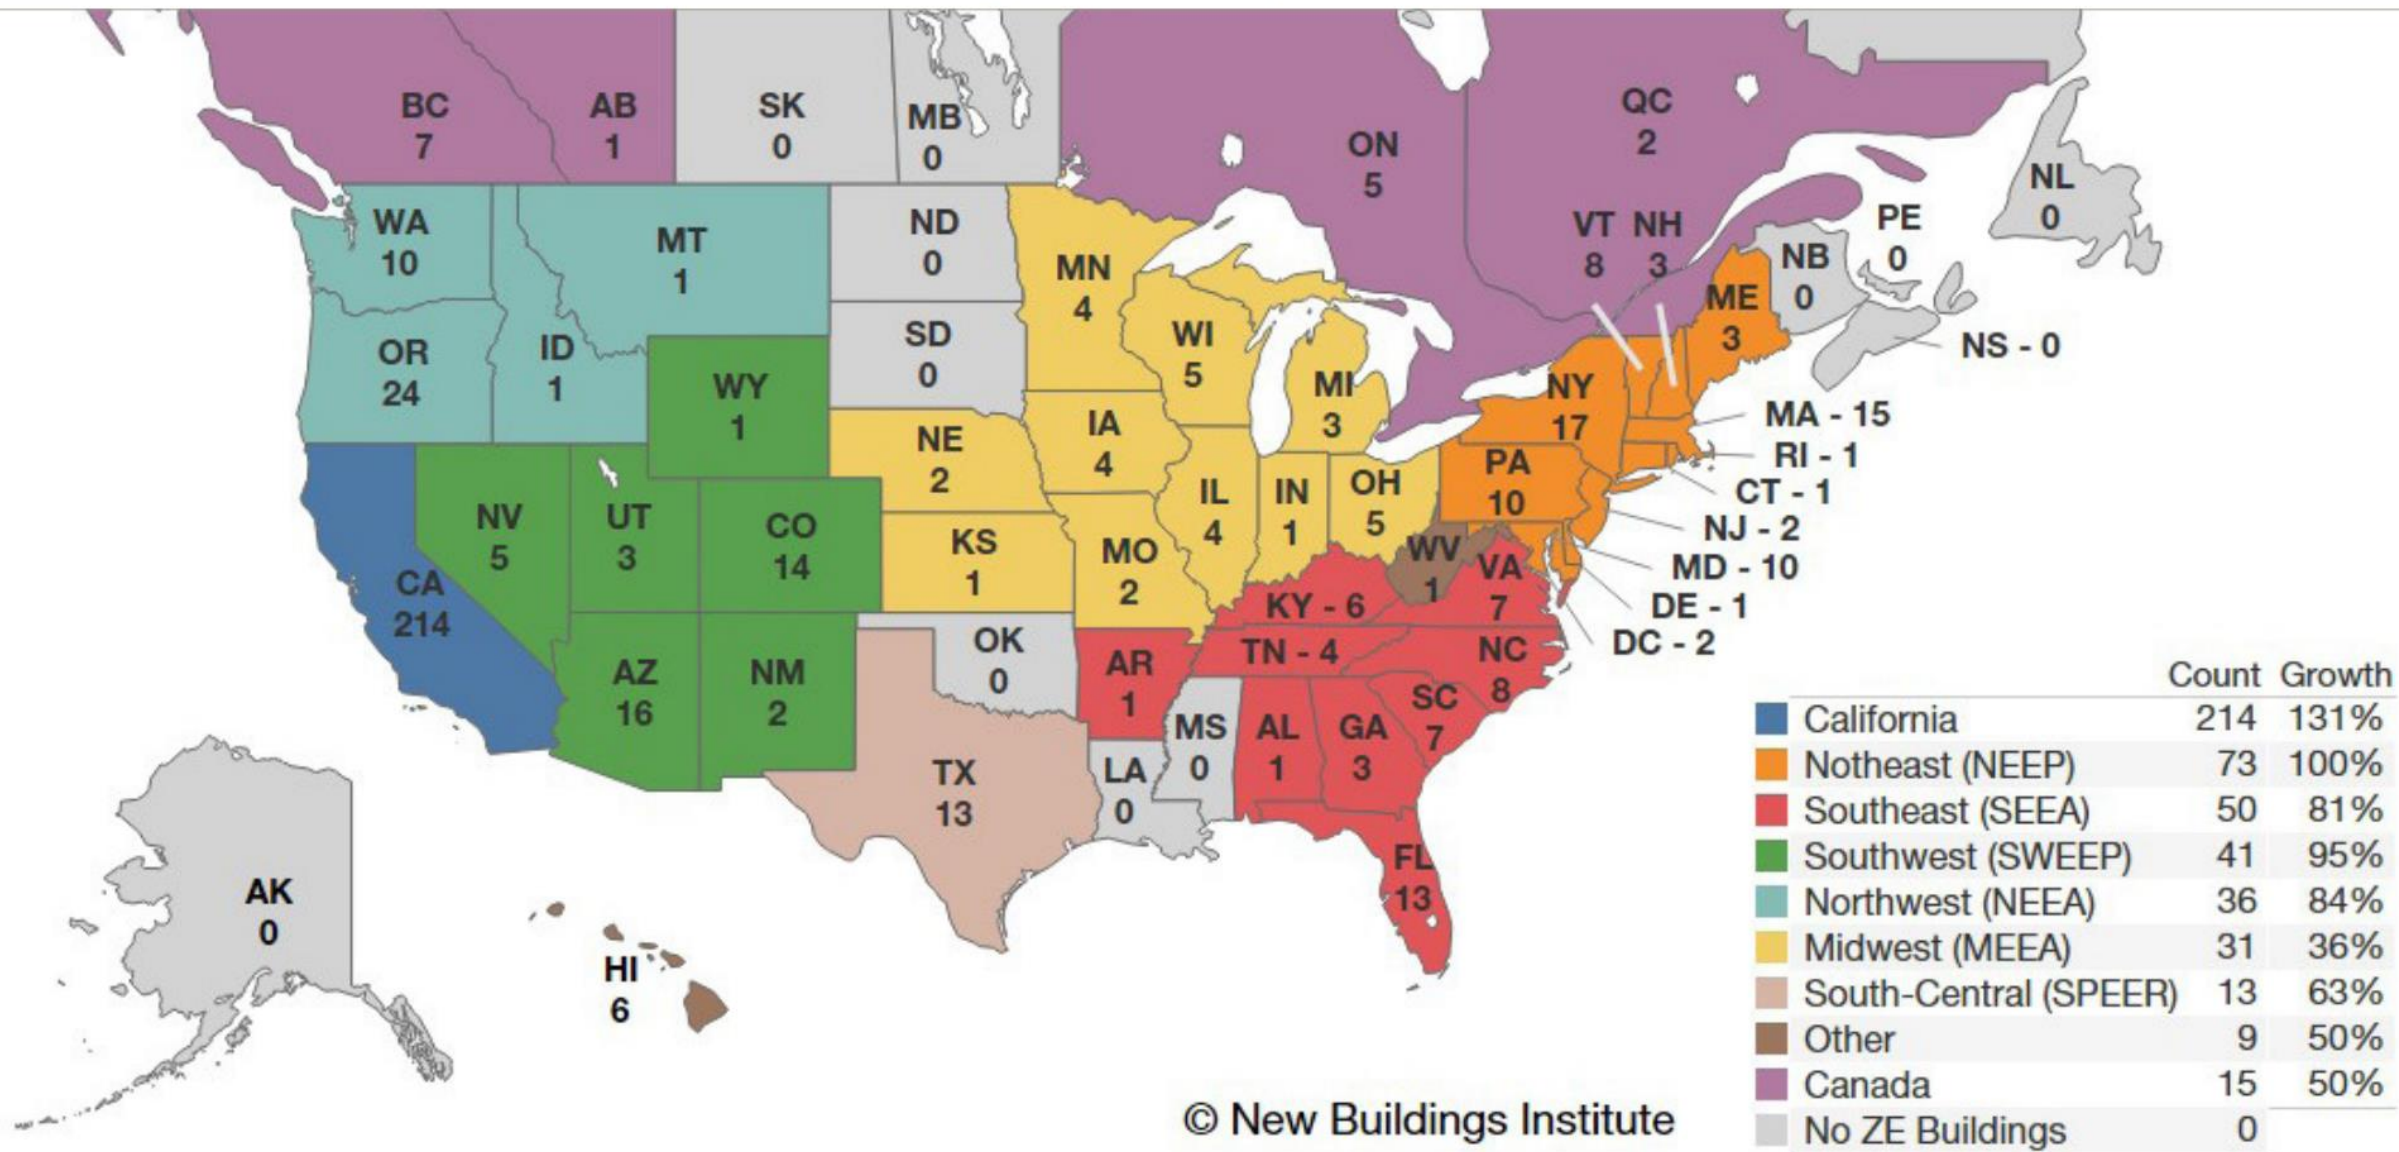 BC
7
AB
1
SK
0
MB
0
ON
5
QC
2
NL
0
PE
0
NB
0
NS - 0
VT
8
NH
3
ME
3
WA
10
MT
1
ND
0
MN
4
OR
24
ID
1
SD
0
WI
5
MI
3
WY
1
NY
17
MA - 15
RI - 1
CT - 1
NJ - 2
MD - 10
DE - 1
DC - 2
NE
2
IA
4
PA
10
IL
4
IN
1
OH
5
NV
5
UT
3
CO
14
KS
1
MO
2
WV
1
VA
7
CA
214
KY - 6
TN - 4
NC
8
AZ
16
NM
2
OK
0
AR
1
SC
7
MS
0
AL
1
GA
3
TX
13
LA
0
FL
13
AK
0
HI
6
Count Growth
California 214 131%
Notheast (NEEP) 73 100%
Southeast (SEEA) 50 81%
Southwest (SWEEP) 41 95%
Northwest (NEEA) 36 84%
Midwest (MEEA) 31 36%
South-Central (SPEER) 13 63%
Other 9 50%
Canada 15 50%
No ZE Buildings 0
© New Buildings Institute